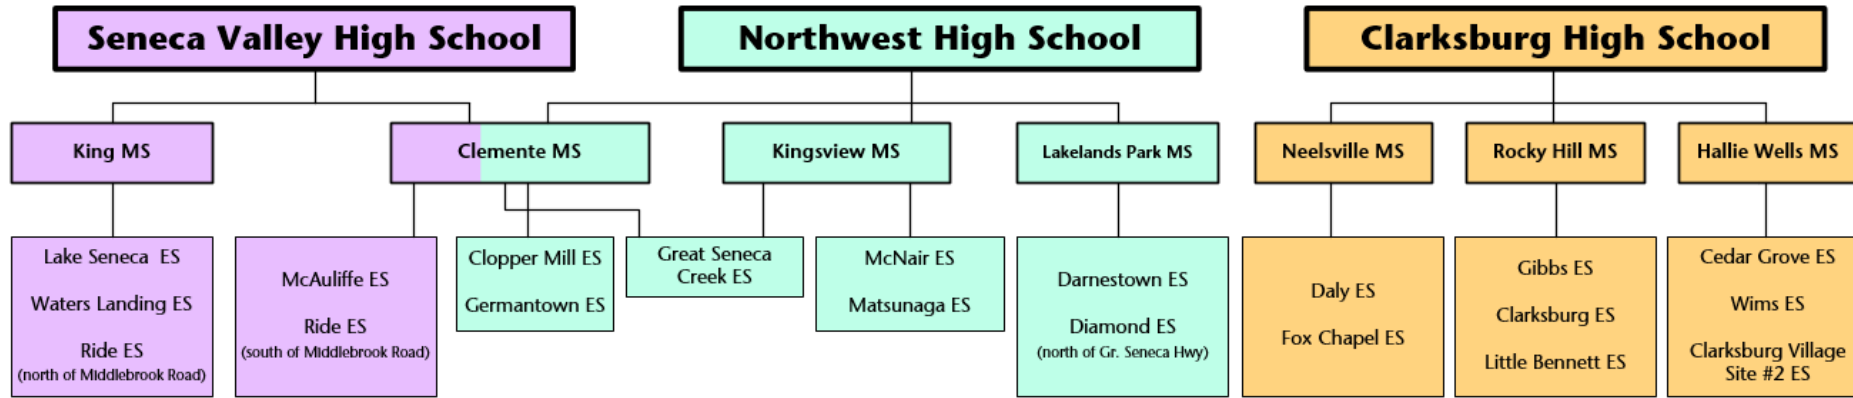 Seneca Valley High School
Northwest High School
Clarksburg High School
King MS
Clemente MS
Kingsview MS
Lakelands Park MS
Neelsville MS
Rocky Hill MS
Hallie Wells MS
Lake Seneca ES
Waters Landing ES
Ride ES
(north of Middlebrook Road)
McAuliffe ES
Ride ES
(south of Middlebrook Road)
Clopper Mill ES
Germantown ES
Great Seneca
Creek ES
McNair ES
Matsunaga ES
Darnestown ES
Diamond ES
(north of Gr. Seneca Hwy)
Daly ES
Fox Chapel ES
Gibbs ES
Clarksburg ES
Little Bennett ES
Cedar Grove ES
Wims ES
Clarksburg Village
Site #2 ES